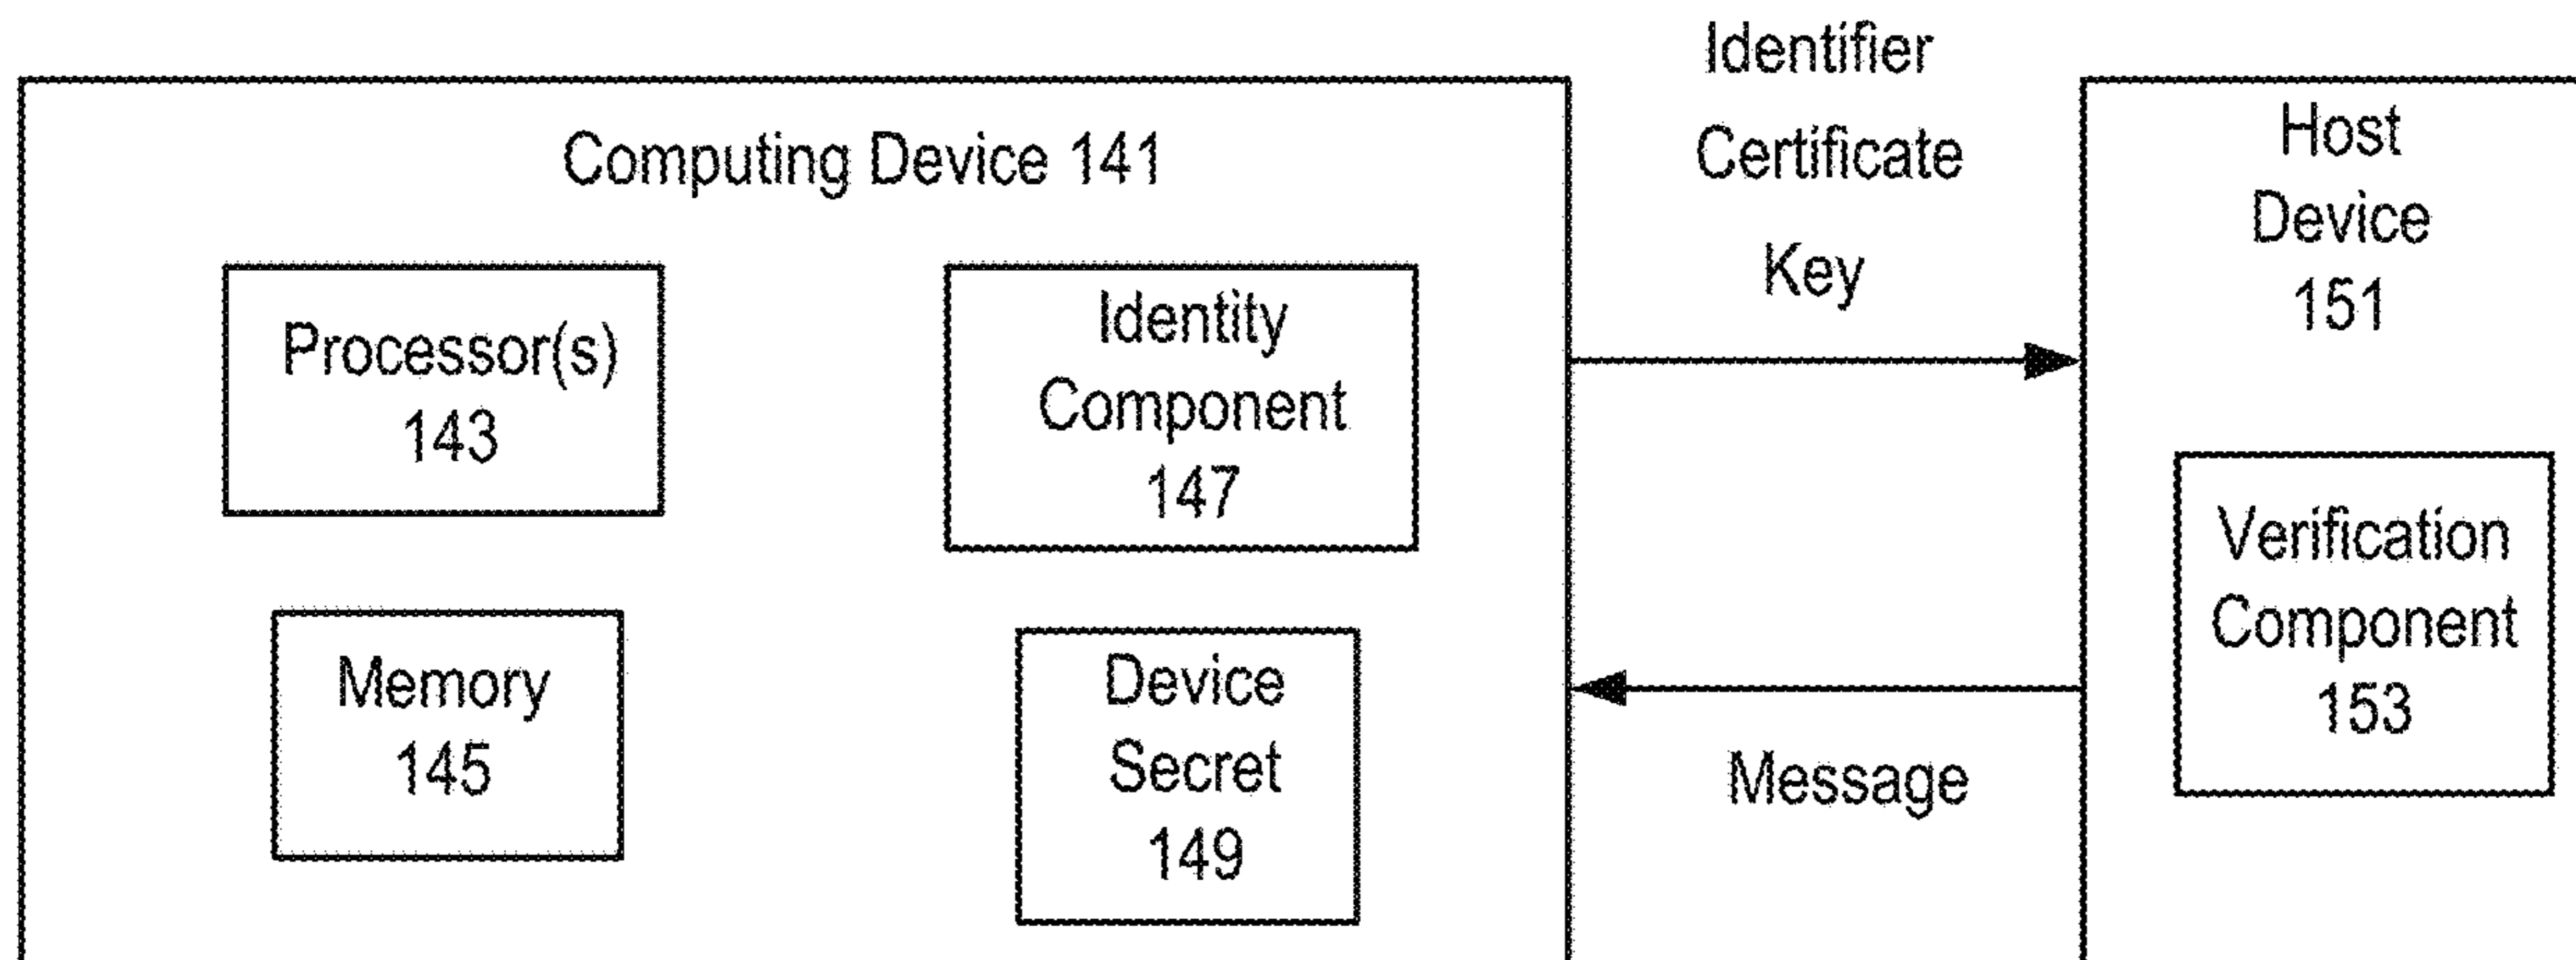 Computing Device 141
Processor(s)
143
Identity
Component
147
Memory
145
Device
Secret
149
Identifier
Certificate
Key
Message
Host
Device
151
Verification
Component
153